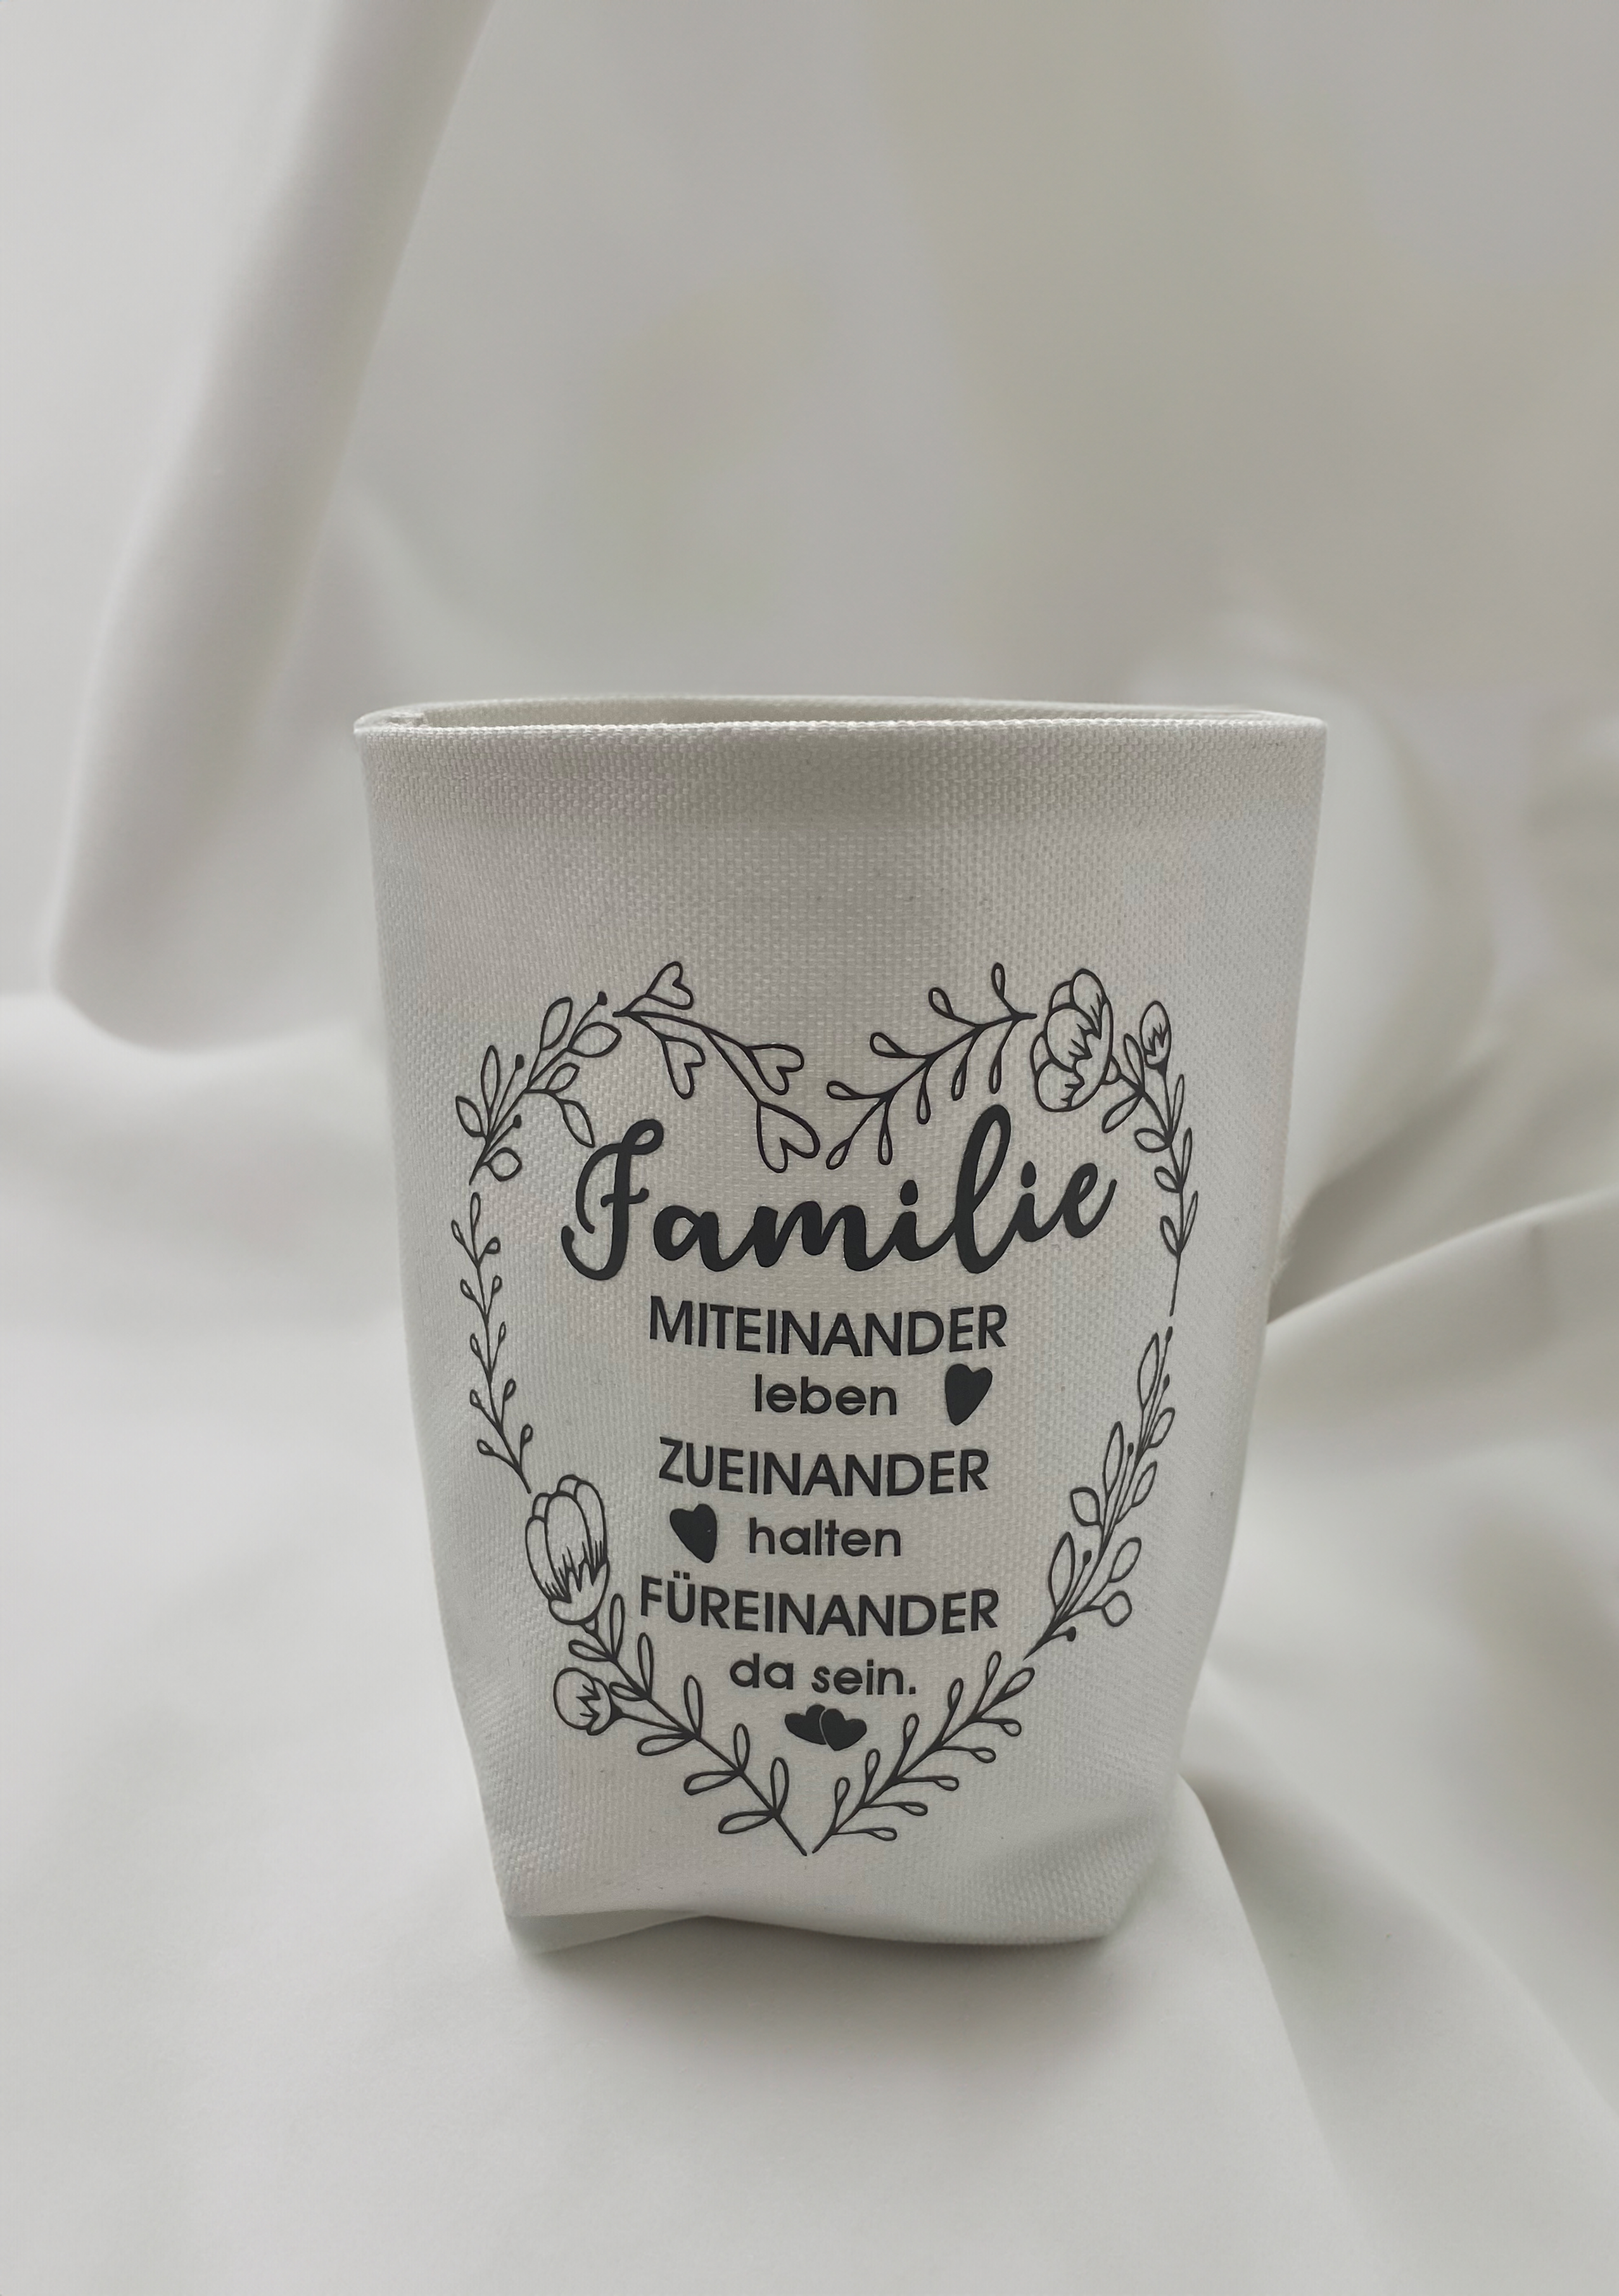 Familie
MITEINANDER
leben
ZUEINANDER
halten
FÜREINANDER
da sein.